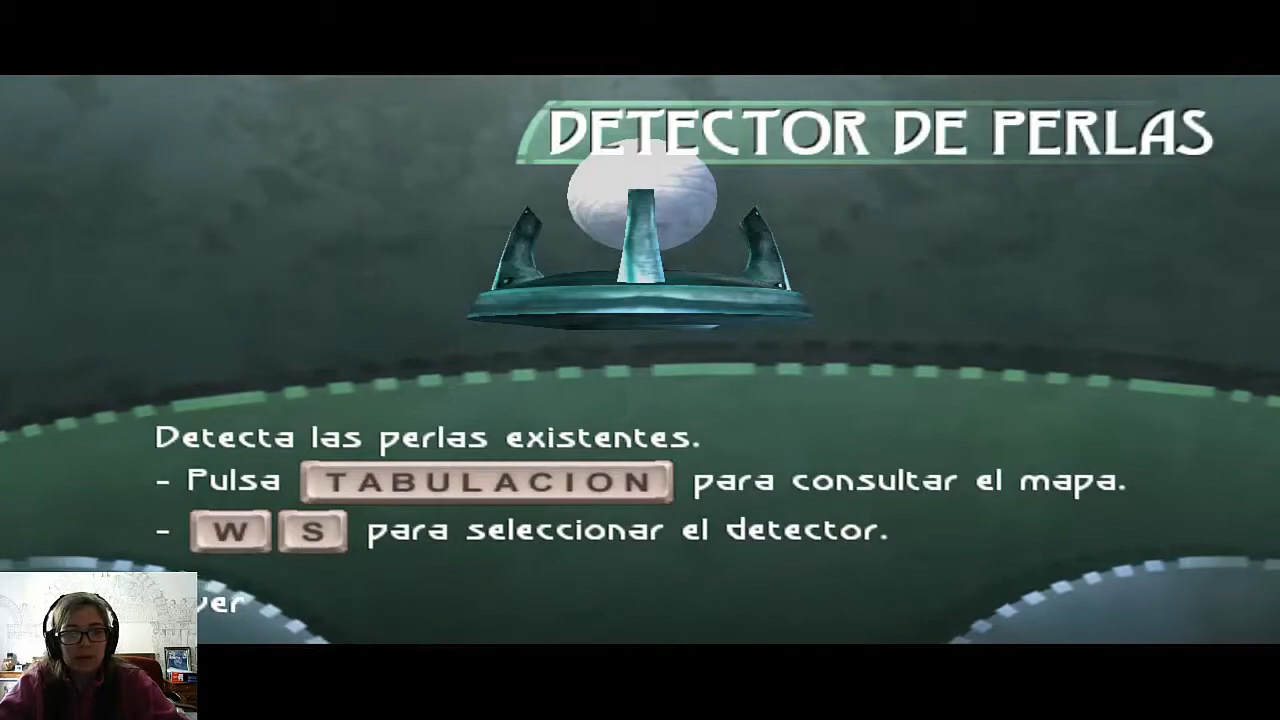 DETECTOR DE PERLAS
Detecta las perlas existentes.
- Pulsa TABULACION para consultar el mapa.
- W S para seleccionar el detector.